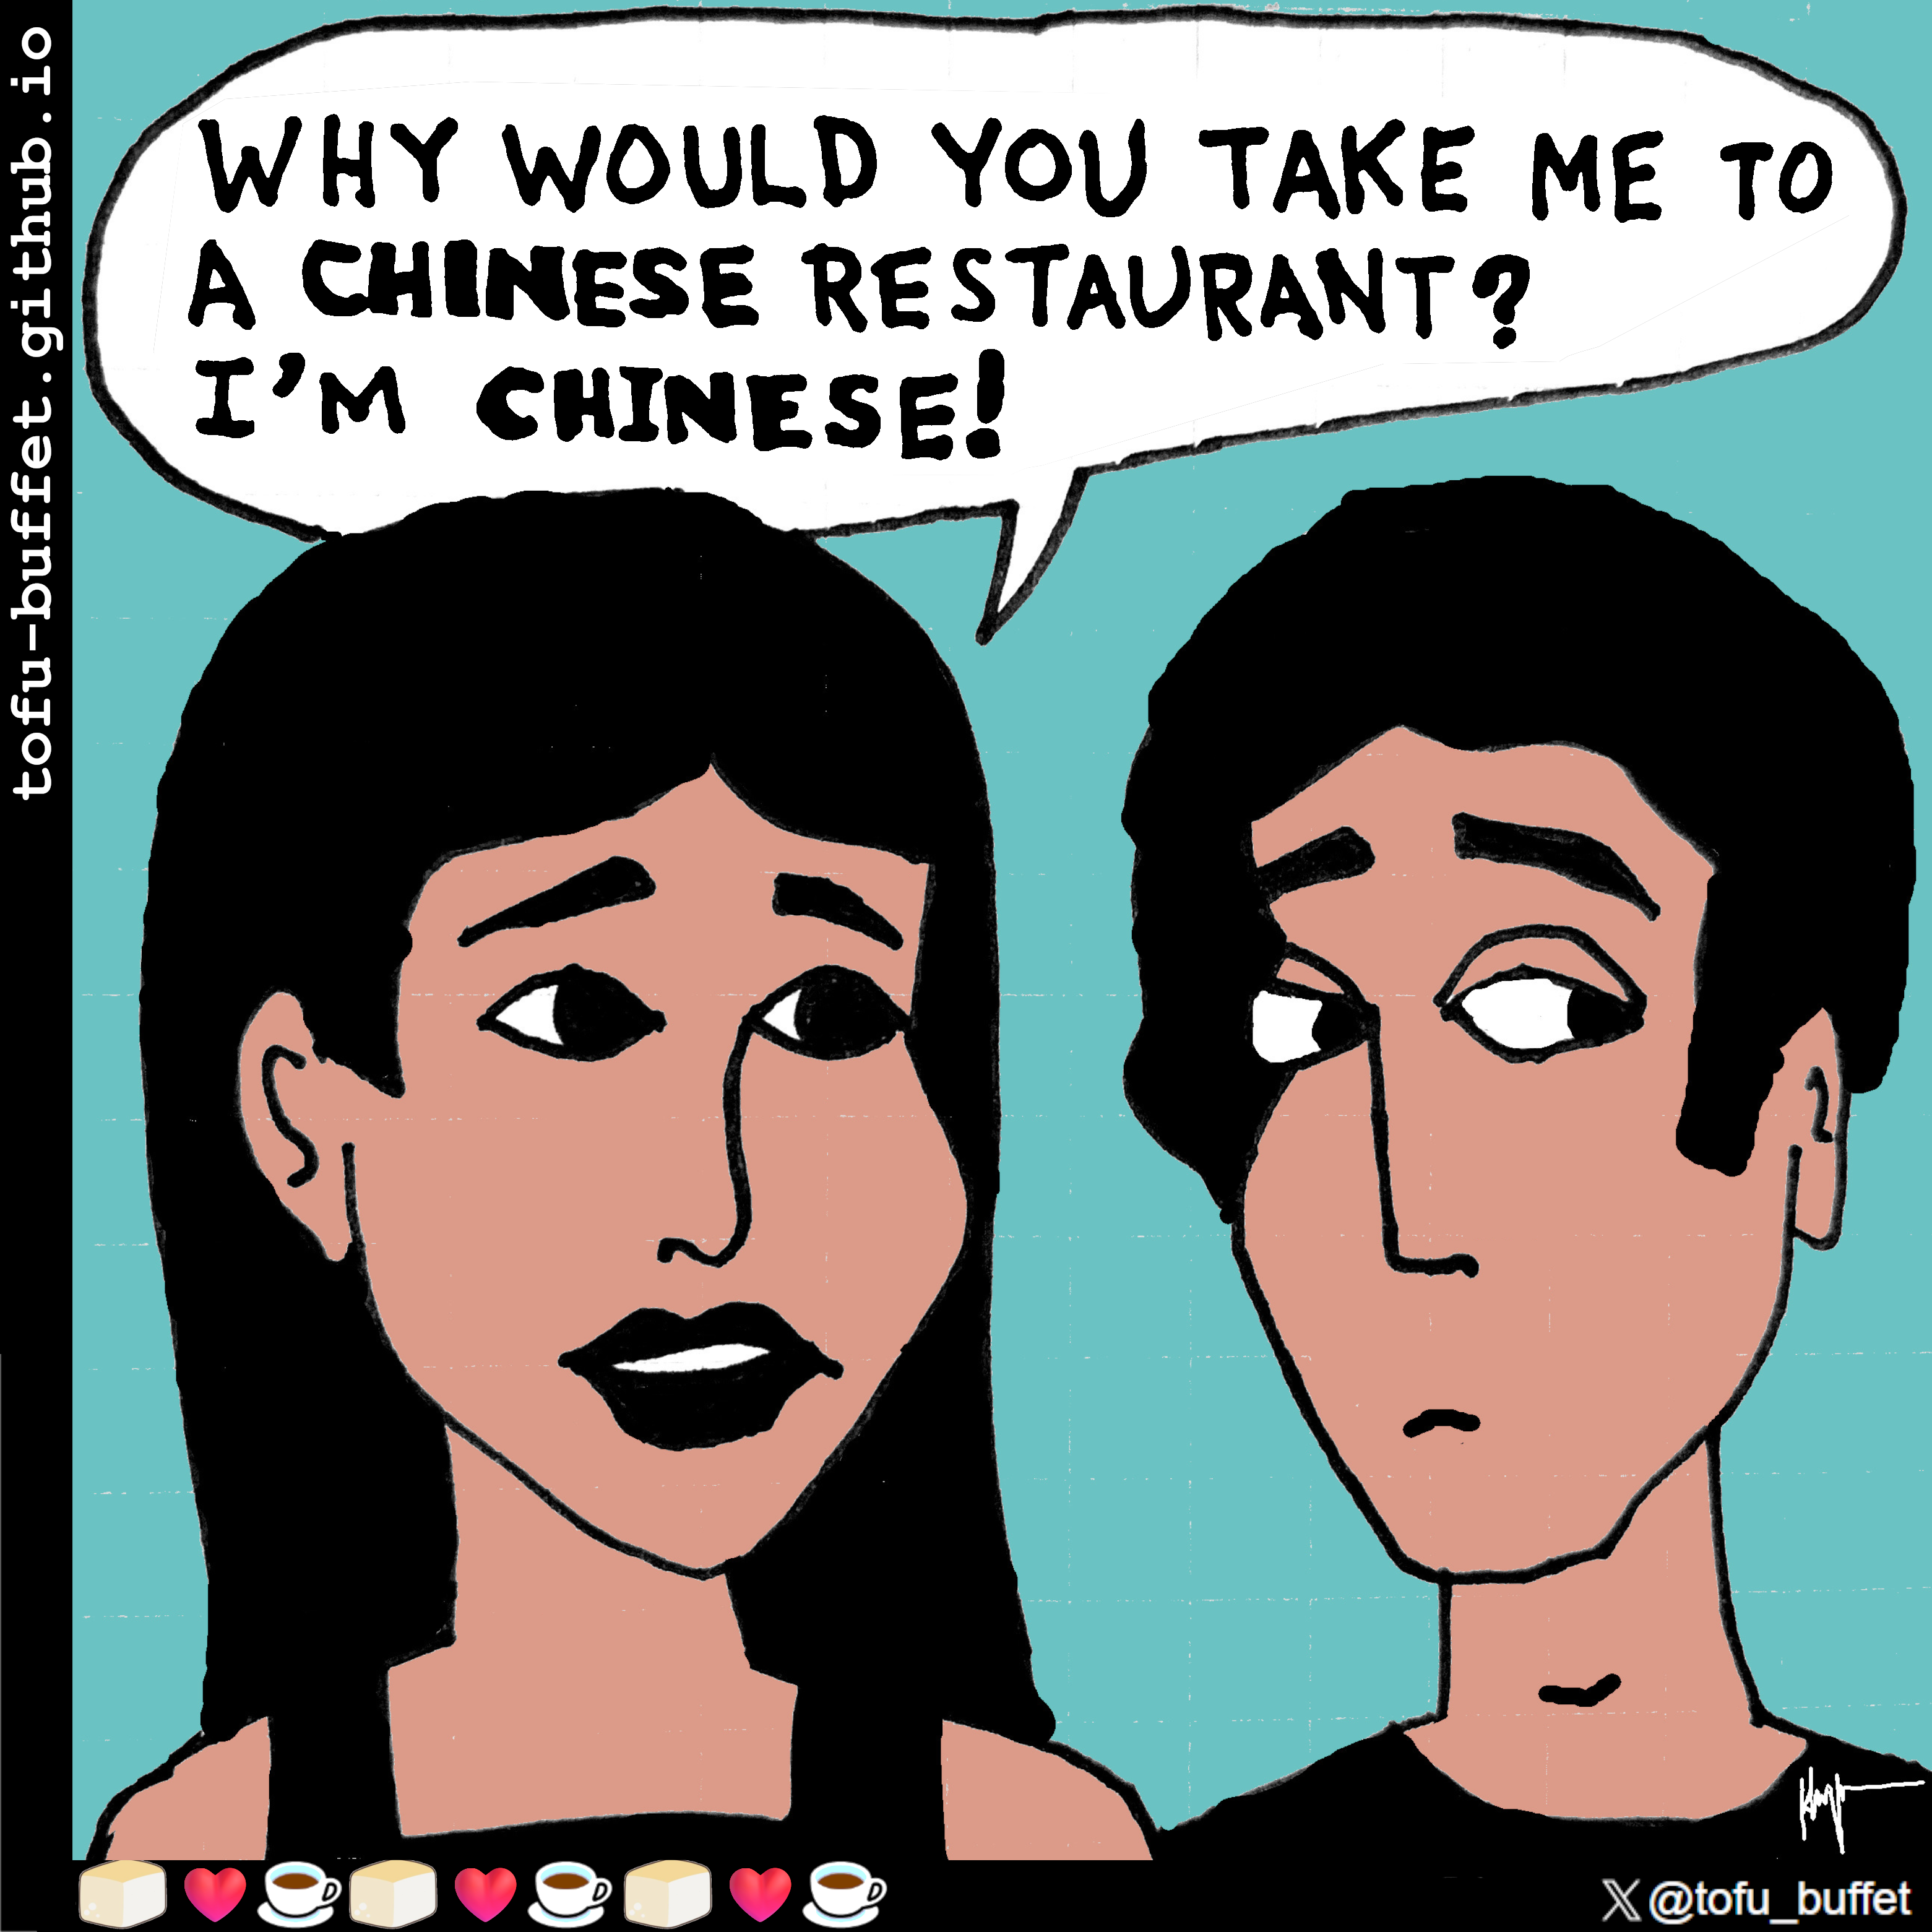 WHY WOULD YOU TAKE ME TO
A CHINESE RESTAURANT?
I'M CHINESE!
tofu-buffet.github.io
𝕏 @tofu_buffet